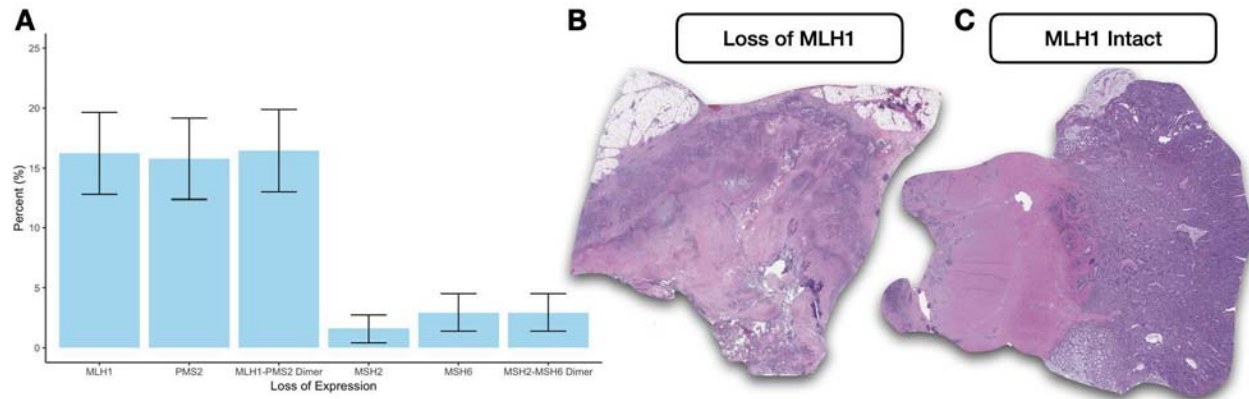 A
25
20
15
10
5
0
Percent (%)
MLH1
PMS2
MLH1-PMS2 Dimer
MSH2
MSH6
MSH2-MSH6 Dimer
Loss of Expression
B
Loss of MLH1
C
MLH1 Intact